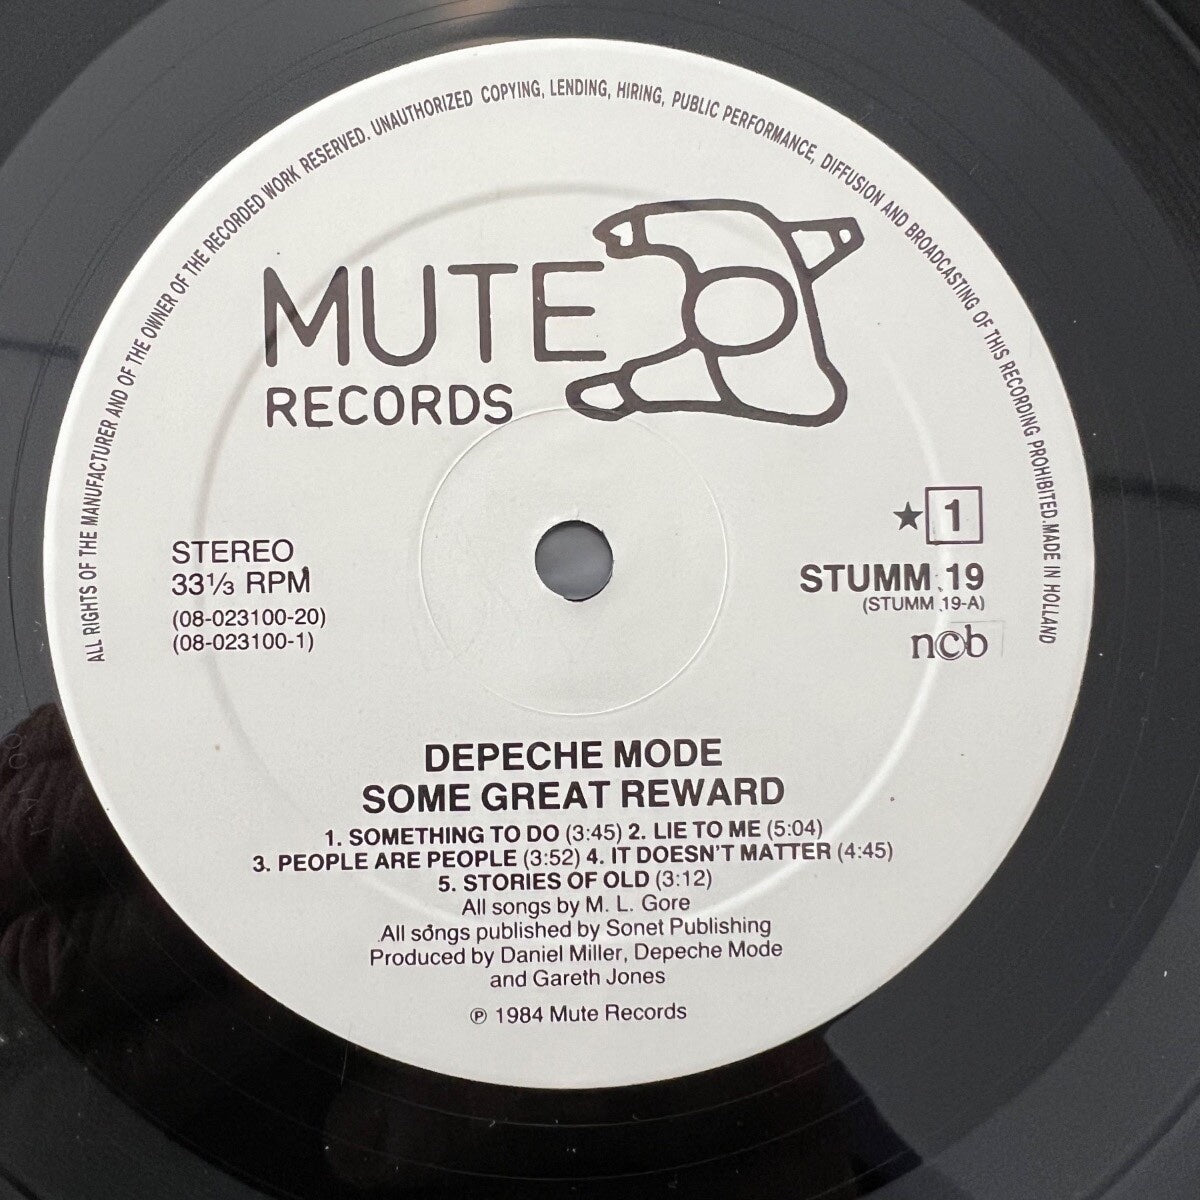 ALL RIGHTS OF THE MANUFACTURER AND OF THE OWNER OF THE RECORDED WORK RESERVED. UNAUTHORIZED COPYING, LENDING, HIRING, PUBLIC PERFORMANCE, DIFFUSION AND BROADCASTING OF THIS RECORDING PROHIBITED. MADE IN HOLLAND
MUTE
RECORDS
STEREO
33⅓ RPM
(08-023100-20)
(08-023100-1)
★ 1
STUMM 19
(STUMM 19-A)
ncb
DEPECHE MODE
SOME GREAT REWARD
1. SOMETHING TO DO (3:45) 2. LIE TO ME (5:04)
3. PEOPLE ARE PEOPLE (3:52) 4. IT DOESN'T MATTER (4:45)
5. STORIES OF OLD (3:12)
All songs by M. L. Gore
All songs published by Sonet Publishing
Produced by Daniel Miller, Depeche Mode
and Gareth Jones
℗ 1984 Mute Records